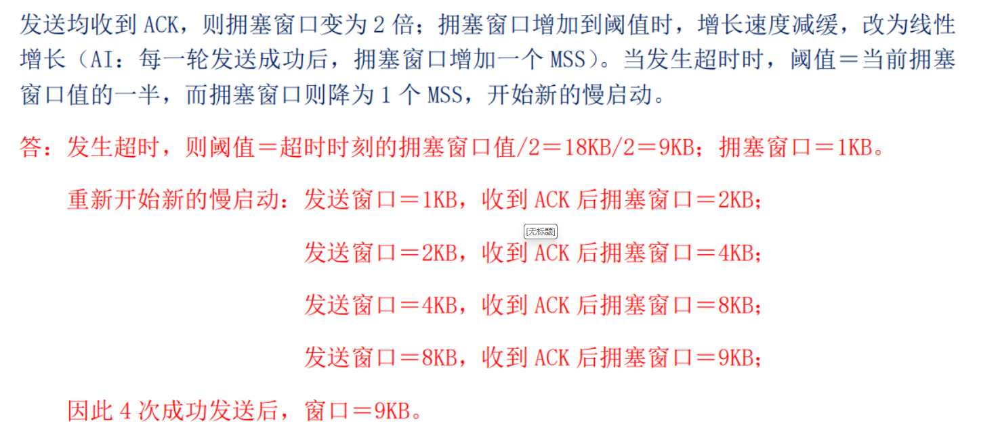 发送均收到 ACK，则拥塞窗口变为 2 倍；拥塞窗口增加到阈值时，增长速度减缓，改为线性
增长（AI：每一轮发送成功后，拥塞窗口增加一个 MSS）。当发生超时时，阈值＝当前拥塞
窗口值的一半，而拥塞窗口则降为 1 个 MSS，开始新的慢启动。
答：发生超时，则阈值＝超时时刻的拥塞窗口值/2＝18KB/2＝9KB；拥塞窗口＝1KB。
重新开始新的慢启动：发送窗口＝1KB，收到 ACK 后拥塞窗口＝2KB；
[无标题]
发送窗口＝2KB，收到 ACK 后拥塞窗口＝4KB；
发送窗口＝4KB，收到 ACK 后拥塞窗口＝8KB；
发送窗口＝8KB，收到 ACK 后拥塞窗口＝9KB；
因此 4 次成功发送后，窗口＝9KB。